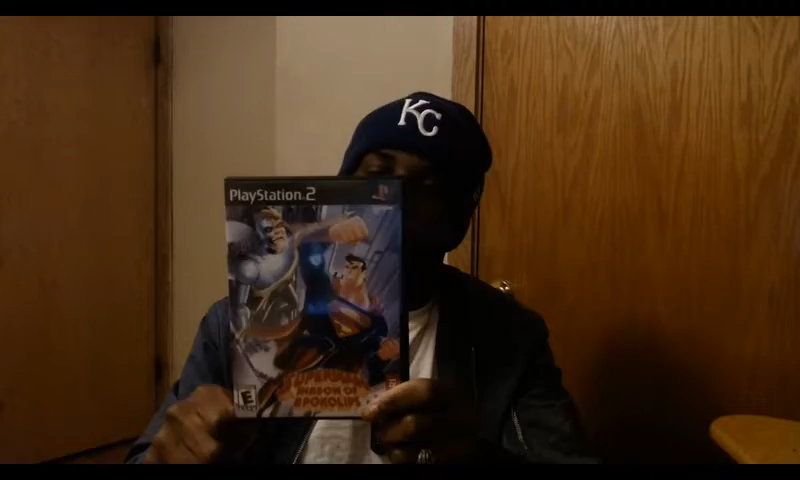 KC
PlayStation 2
SUPERMAN
SHADOW OF
APOKOLIPS
E